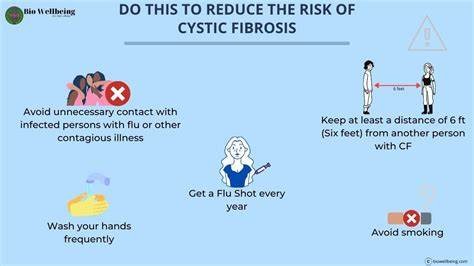 Bio Wellbeing
DO THIS TO REDUCE THE RISK OF
CYSTIC FIBROSIS
6 feet
Avoid unnecessary contact with
infected persons with flu or other
contagious illness
Keep at least a distance of 6 ft
(Six feet) from another person
with CF
Get a Flu Shot every
year
Wash your hands
frequently
Avoid smoking
© biowellbeing.com